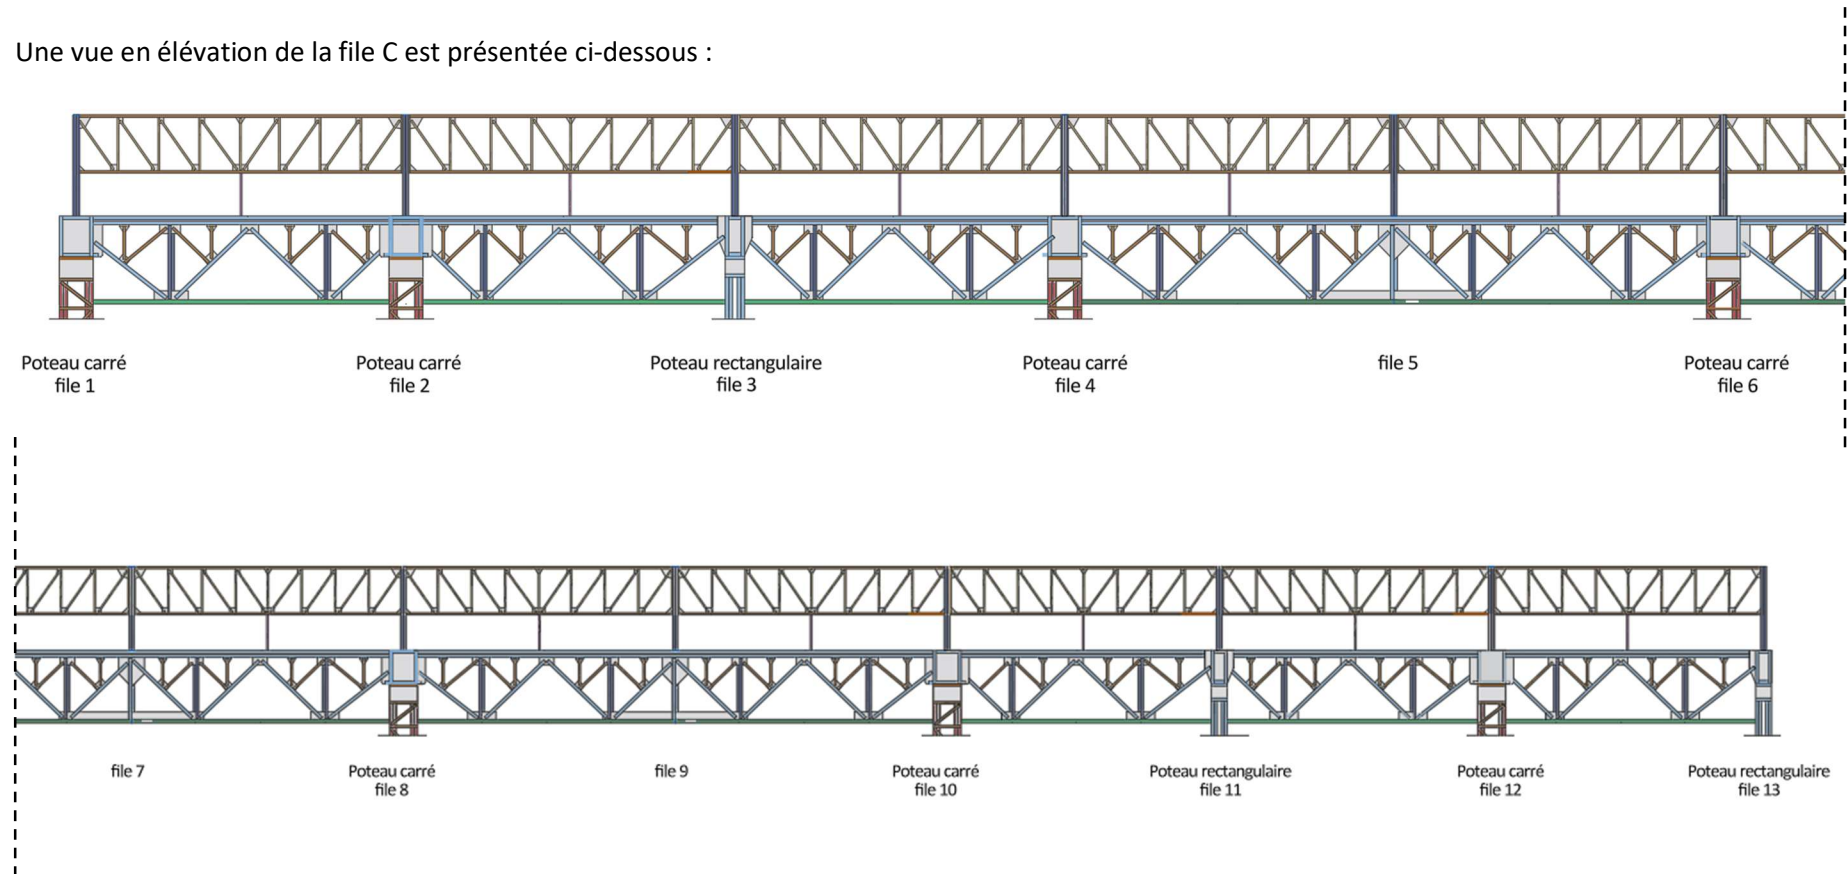 Une vue en élévation de la file C est présentée ci-dessous :
Poteau carré
file 1
Poteau carré
file 2
Poteau rectangulaire
file 3
Poteau carré
file 4
file 5
Poteau carré
file 6
file 7
Poteau carré
file 8
file 9
Poteau carré
file 10
Poteau rectangulaire
file 11
Poteau carré
file 12
Poteau rectangulaire
file 13